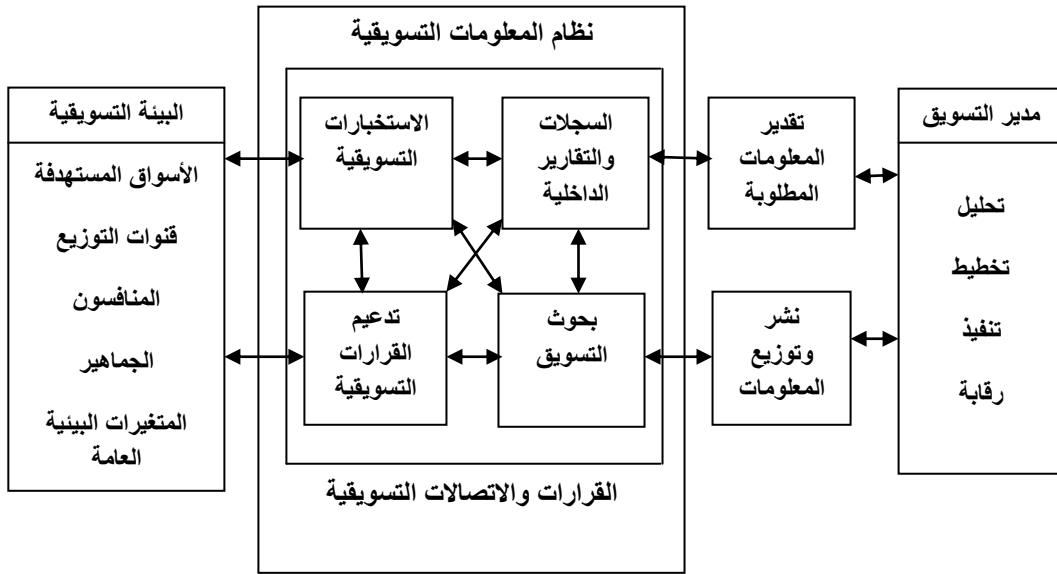 نظام المعلومات التسويقية
مدير التسويق
تحليل
تخطيط
تنفيذ
رقابة
تقدير
المعلومات
المطلوبة
نشر
وتوزيع
المعلومات
السجلات
والتقارير
الداخلية
الاستخبارات
التسويقية
بحوث
التسويق
تدعيم
القرارات
التسويقية
القرارات والاتصالات التسويقية
البيئة التسويقية
الأسواق المستهدفة
قنوات التوزيع
المنافسون
الجماهير
المتغيرات البيئية
العامة